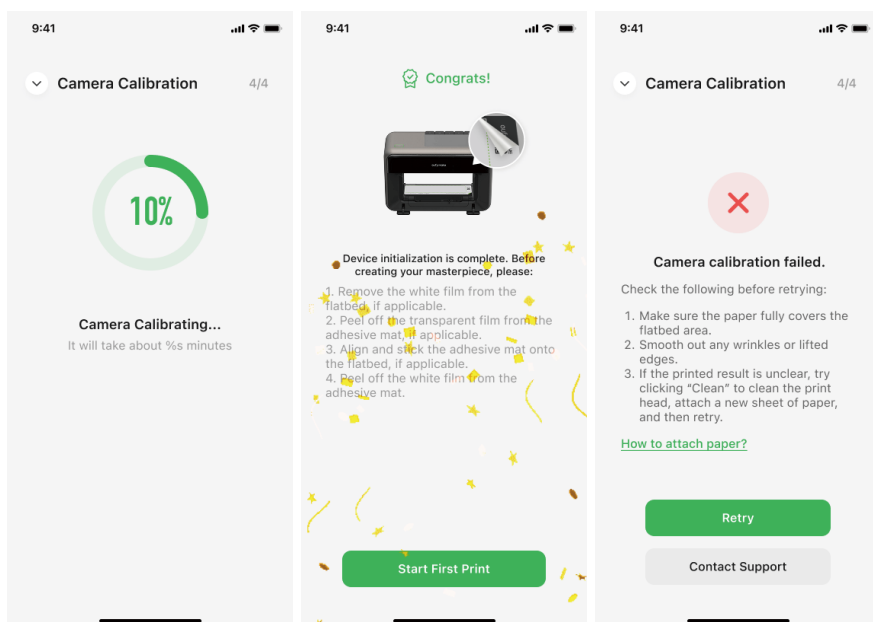 9:41
Camera Calibration 4/4
10%
Camera Calibrating...
It will take about %s minutes
9:41
Congrats!
Device initialization is complete. Before
creating your masterpiece, please:
1. Remove the white film from the
flatbed, if applicable.
2. Peel off the transparent film from the
adhesive mat, if applicable.
3. Align and stick the adhesive mat onto
the flatbed, if applicable.
4. Peel off the white film from the
adhesive mat.
Start First Print
9:41
Camera Calibration 4/4
Camera calibration failed.
Check the following before retrying:
1. Make sure the paper fully covers the
flatbed area.
2. Smooth out any wrinkles or lifted
edges.
3. If the printed result is unclear, try
clicking “Clean” to clean the print
head, attach a new sheet of paper,
and then retry.
How to attach paper?
Retry
Contact Support